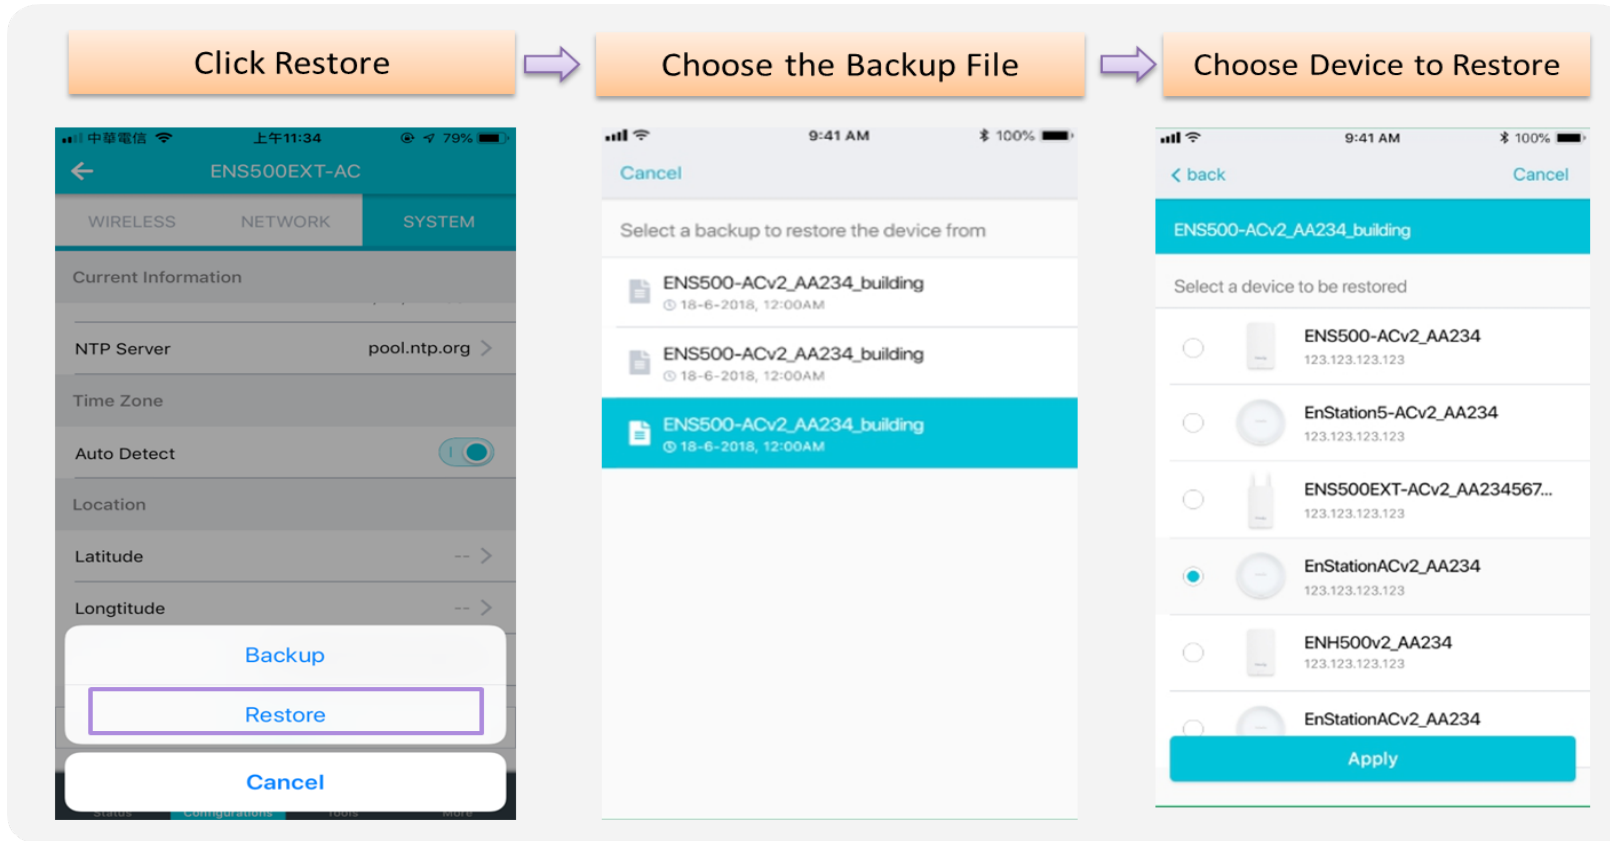 Click Restore
Choose the Backup File
Choose Device to Restore
中華電信
上午11:34
79%
ENS500EXT-AC
WIRELESS
NETWORK
SYSTEM
Current Information
NTP Server
pool.ntp.org
Time Zone
Auto Detect
Location
Latitude
--
Longtitude
--
Backup
Restore
Cancel
Status
Configurations
Tools
More
9:41 AM
100%
Cancel
Select a backup to restore the device from
ENS500-ACv2_AA234_building
18-6-2018, 12:00AM
ENS500-ACv2_AA234_building
18-6-2018, 12:00AM
ENS500-ACv2_AA234_building
18-6-2018, 12:00AM
9:41 AM
100%
back
Cancel
ENS500-ACv2_AA234_building
Select a device to be restored
ENS500-ACv2_AA234
123.123.123.123
EnStation5-ACv2_AA234
123.123.123.123
ENS500EXT-ACv2_AA234567...
123.123.123.123
EnStationACv2_AA234
123.123.123.123
ENH500v2_AA234
123.123.123.123
EnStationACv2_AA234
Apply